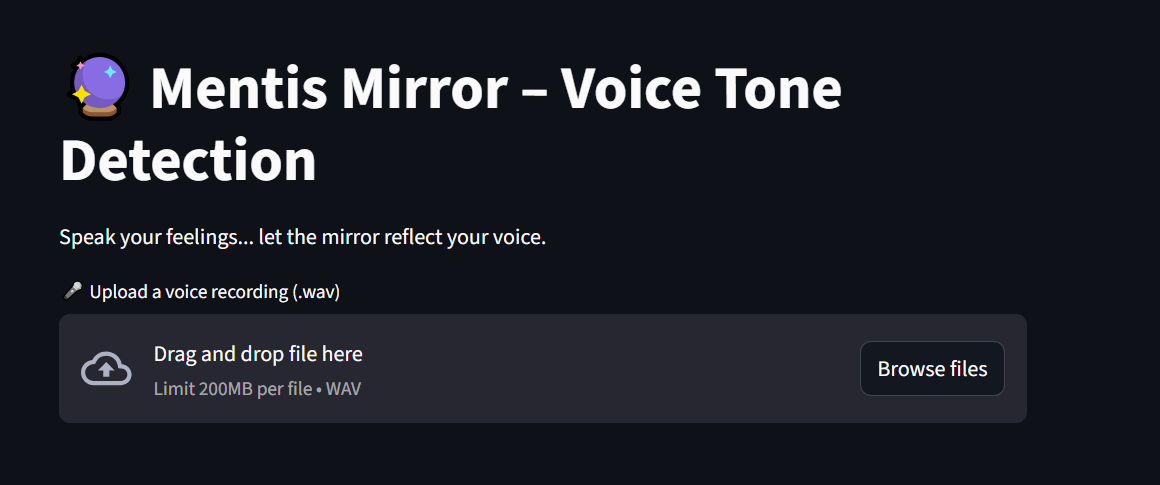 🔮 Mentis Mirror – Voice Tone
Detection
Speak your feelings... let the mirror reflect your voice.
🎤 Upload a voice recording (.wav)
Drag and drop file here
Limit 200MB per file • WAV
Browse files